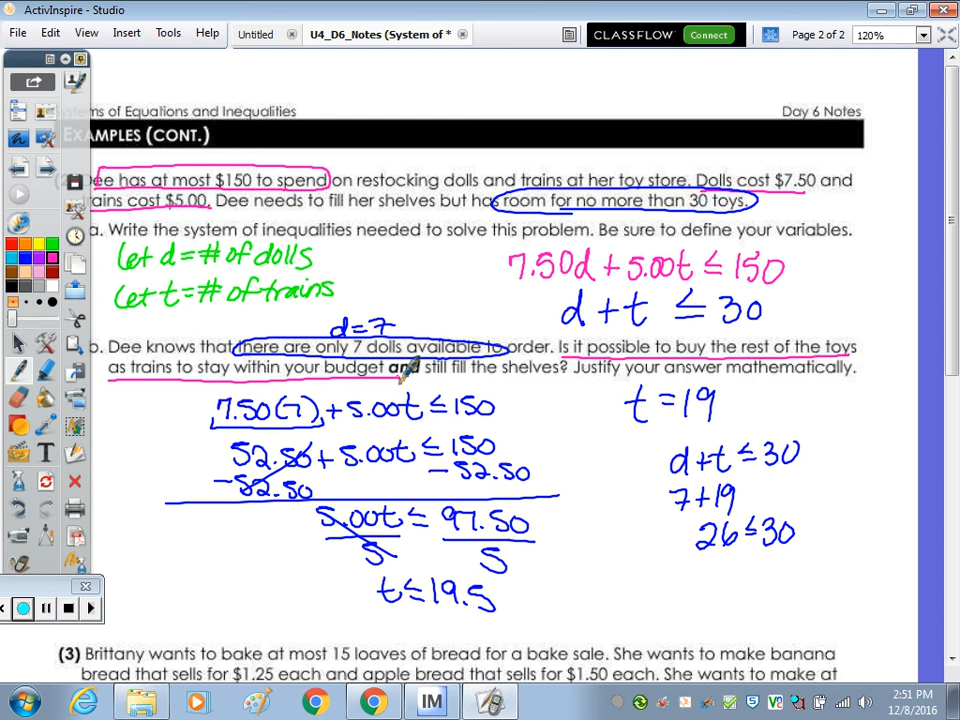 ActivInspire - Studio
File Edit View Insert Tools Help Untitled U4_D6_Notes (System of * CLASSFLOW Connect Page 2 of 2 120%
stems of Equations and Inequalities Day 6 Notes
EXAMPLES (CONT.)
Dee has at most $150 to spend on restocking dolls and trains at her toy store. Dolls cost $7.50 and
rains cost $5.00. Dee needs to fill her shelves but has room for no more than 30 toys.
a. Write the system of inequalities needed to solve this problem. Be sure to define your variables.
Let d = # of dolls
Let t = # of trains
7.50d + 5.00t ≤ 150
d + t ≤ 30
d = 7
b. Dee knows that there are only 7 dolls available to order. Is it possible to buy the rest of the toys
as trains to stay within your budget and still fill the shelves? Justify your answer mathematically.
7.50(7) + 5.00t ≤ 150
52.50 + 5.00t ≤ 150
-52.50 -52.50
5.00t ≤ 97.50
5 5
t ≤ 19.5
t = 19
d + t ≤ 30
7 + 19
26 ≤ 30
(3) Brittany wants to bake at most 15 loaves of bread for a bake sale. She wants to make banana
bread that sells for $1.25 each and apple bread that sells for $1.50 each. She wants to make at
IM
2:51 PM
12/8/2016